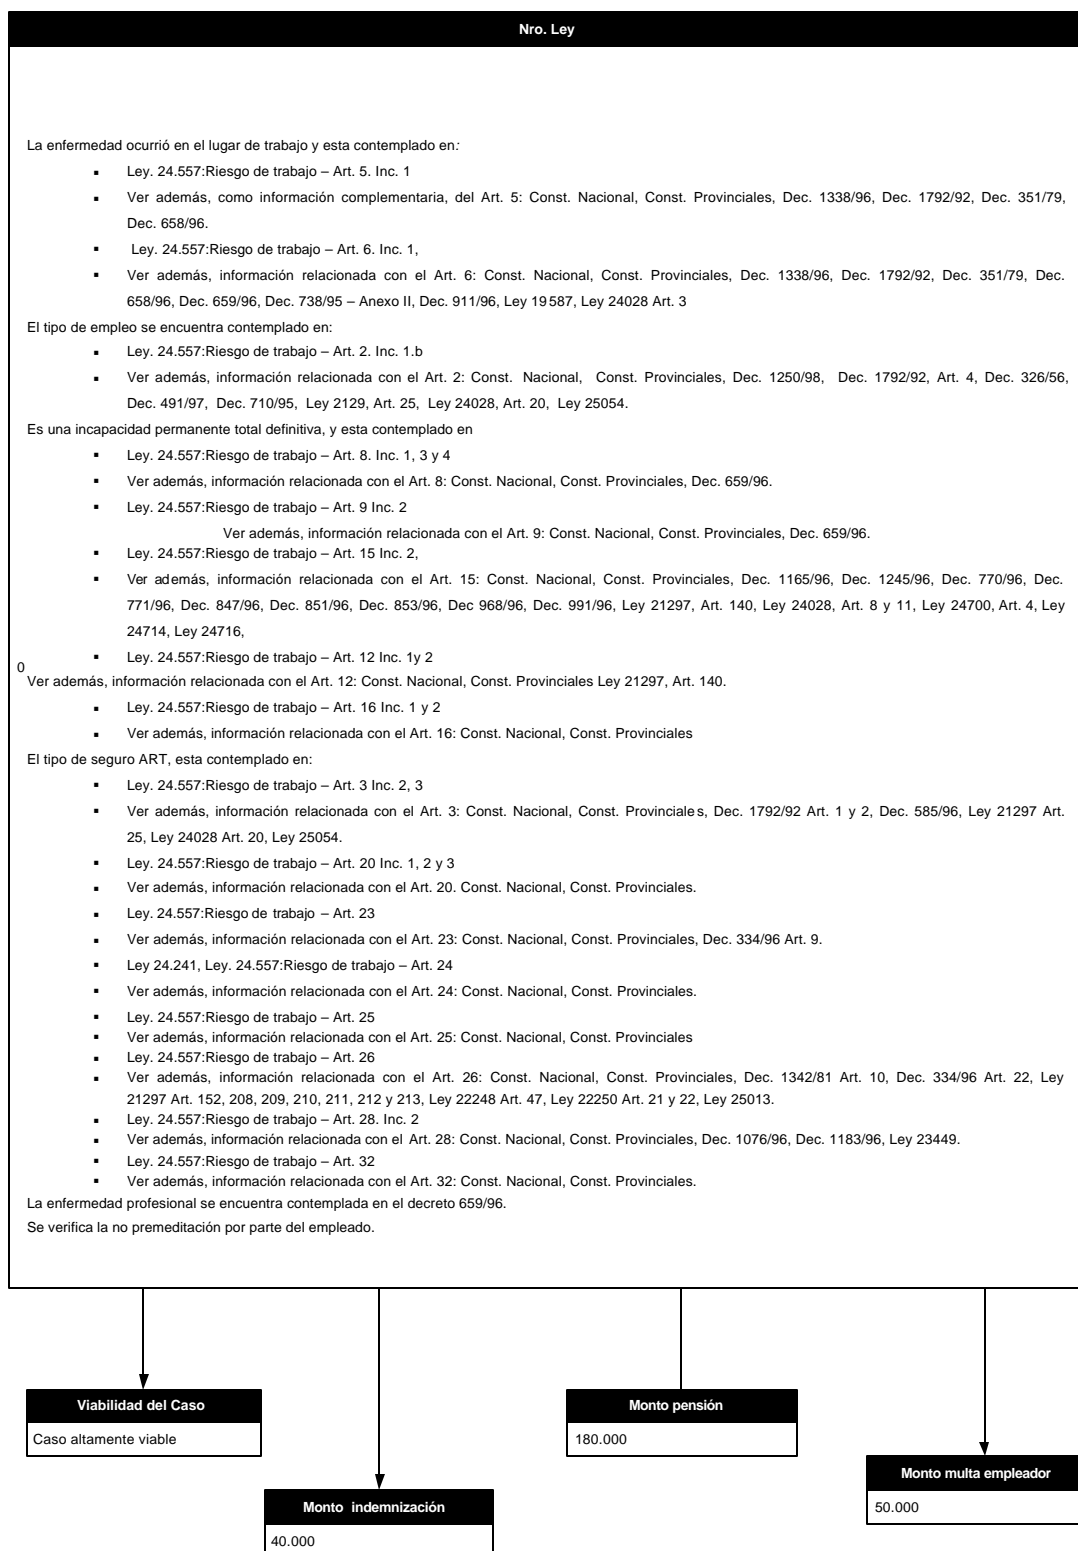 Nro. Ley
La enfermedad ocurrió en el lugar de trabajo y esta contemplado en:
▪ Ley. 24.557:Riesgo de trabajo – Art. 5. Inc. 1
▪ Ver además, como información complementaria, del Art. 5: Const. Nacional, Const. Provinciales, Dec. 1338/96, Dec. 1792/92, Dec. 351/79,
Dec. 658/96.
▪ Ley. 24.557:Riesgo de trabajo – Art. 6. Inc. 1,
▪ Ver además, información relacionada con el Art. 6: Const. Nacional, Const. Provinciales, Dec. 1338/96, Dec. 1792/92, Dec. 351/79, Dec.
658/96, Dec. 659/96, Dec. 738/95 – Anexo II, Dec. 911/96, Ley 19587, Ley 24028 Art. 3
El tipo de empleo se encuentra contemplado en:
▪ Ley. 24.557:Riesgo de trabajo – Art. 2. Inc. 1.b
▪ Ver además, información relacionada con el Art. 2: Const. Nacional, Const. Provinciales, Dec. 1250/98, Dec. 1792/92, Art. 4, Dec. 326/56,
Dec. 491/97, Dec. 710/95, Ley 2129, Art. 25, Ley 24028, Art. 20, Ley 25054.
Es una incapacidad permanente total definitiva, y esta contemplado en
▪ Ley. 24.557:Riesgo de trabajo – Art. 8. Inc. 1, 3 y 4
▪ Ver además, información relacionada con el Art. 8: Const. Nacional, Const. Provinciales, Dec. 659/96.
▪ Ley. 24.557:Riesgo de trabajo – Art. 9 Inc. 2
Ver además, información relacionada con el Art. 9: Const. Nacional, Const. Provinciales, Dec. 659/96.
▪ Ley. 24.557:Riesgo de trabajo – Art. 15 Inc. 2,
▪ Ver además, información relacionada con el Art. 15: Const. Nacional, Const. Provinciales, Dec. 1165/96, Dec. 1245/96, Dec. 770/96, Dec.
771/96, Dec. 847/96, Dec. 851/96, Dec. 853/96, Dec 968/96, Dec. 991/96, Ley 21297, Art. 140, Ley 24028, Art. 8 y 11, Ley 24700, Art. 4, Ley
24714, Ley 24716,
▪ Ley. 24.557:Riesgo de trabajo – Art. 12 Inc. 1y 2
0
Ver además, información relacionada con el Art. 12: Const. Nacional, Const. Provinciales Ley 21297, Art. 140.
▪ Ley. 24.557:Riesgo de trabajo – Art. 16 Inc. 1 y 2
▪ Ver además, información relacionada con el Art. 16: Const. Nacional, Const. Provinciales
El tipo de seguro ART, esta contemplado en:
▪ Ley. 24.557:Riesgo de trabajo – Art. 3 Inc. 2, 3
▪ Ver además, información relacionada con el Art. 3: Const. Nacional, Const. Provinciales, Dec. 1792/92 Art. 1 y 2, Dec. 585/96, Ley 21297 Art.
25, Ley 24028 Art. 20, Ley 25054.
▪ Ley. 24.557:Riesgo de trabajo – Art. 20 Inc. 1, 2 y 3
▪ Ver además, información relacionada con el Art. 20. Const. Nacional, Const. Provinciales.
▪ Ley. 24.557:Riesgo de trabajo – Art. 23
▪ Ver además, información relacionada con el Art. 23: Const. Nacional, Const. Provinciales, Dec. 334/96 Art. 9.
▪ Ley 24.241, Ley. 24.557:Riesgo de trabajo – Art. 24
▪ Ver además, información relacionada con el Art. 24: Const. Nacional, Const. Provinciales.
▪ Ley. 24.557:Riesgo de trabajo – Art. 25
▪ Ver además, información relacionada con el Art. 25: Const. Nacional, Const. Provinciales
▪ Ley. 24.557:Riesgo de trabajo – Art. 26
▪ Ver además, información relacionada con el Art. 26: Const. Nacional, Const. Provinciales, Dec. 1342/81 Art. 10, Dec. 334/96 Art. 22, Ley
21297 Art. 152, 208, 209, 210, 211, 212 y 213, Ley 22248 Art. 47, Ley 22250 Art. 21 y 22, Ley 25013.
▪ Ley. 24.557:Riesgo de trabajo – Art. 28. Inc. 2
▪ Ver además, información relacionada con el Art. 28: Const. Nacional, Const. Provinciales, Dec. 1076/96, Dec. 1183/96, Ley 23449.
▪ Ley. 24.557:Riesgo de trabajo – Art. 32
▪ Ver además, información relacionada con el Art. 32: Const. Nacional, Const. Provinciales.
La enfermedad profesional se encuentra contemplada en el decreto 659/96.
Se verifica la no premeditación por parte del empleado.
Viabilidad del Caso
Caso altamente viable
Monto pensión
180.000
Monto multa empleador
50.000
Monto indemnización
40.000